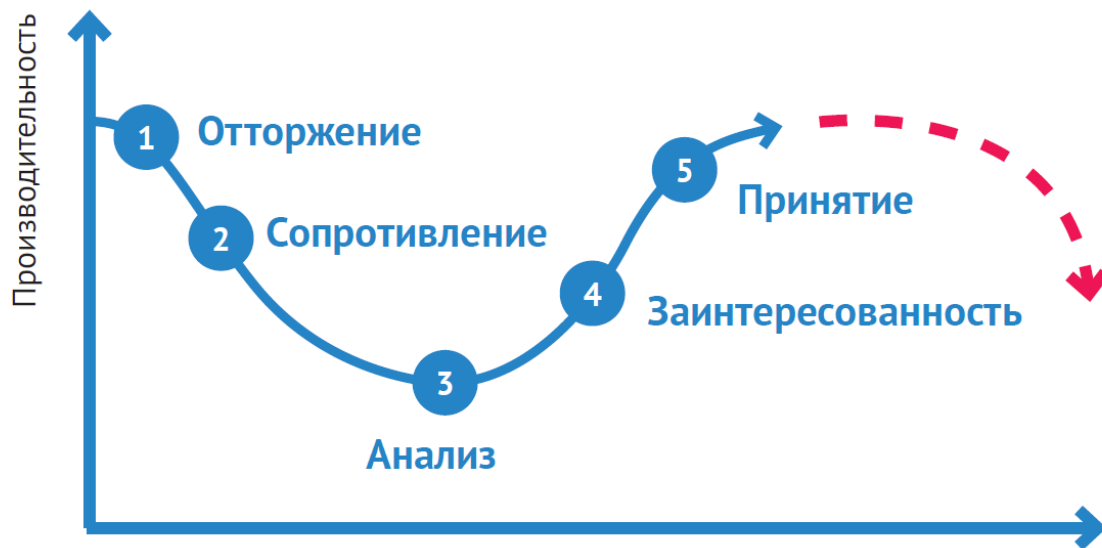 Производительность
1 Отторжение
2 Сопротивление
3
Анализ
4 Заинтересованность
5 Принятие